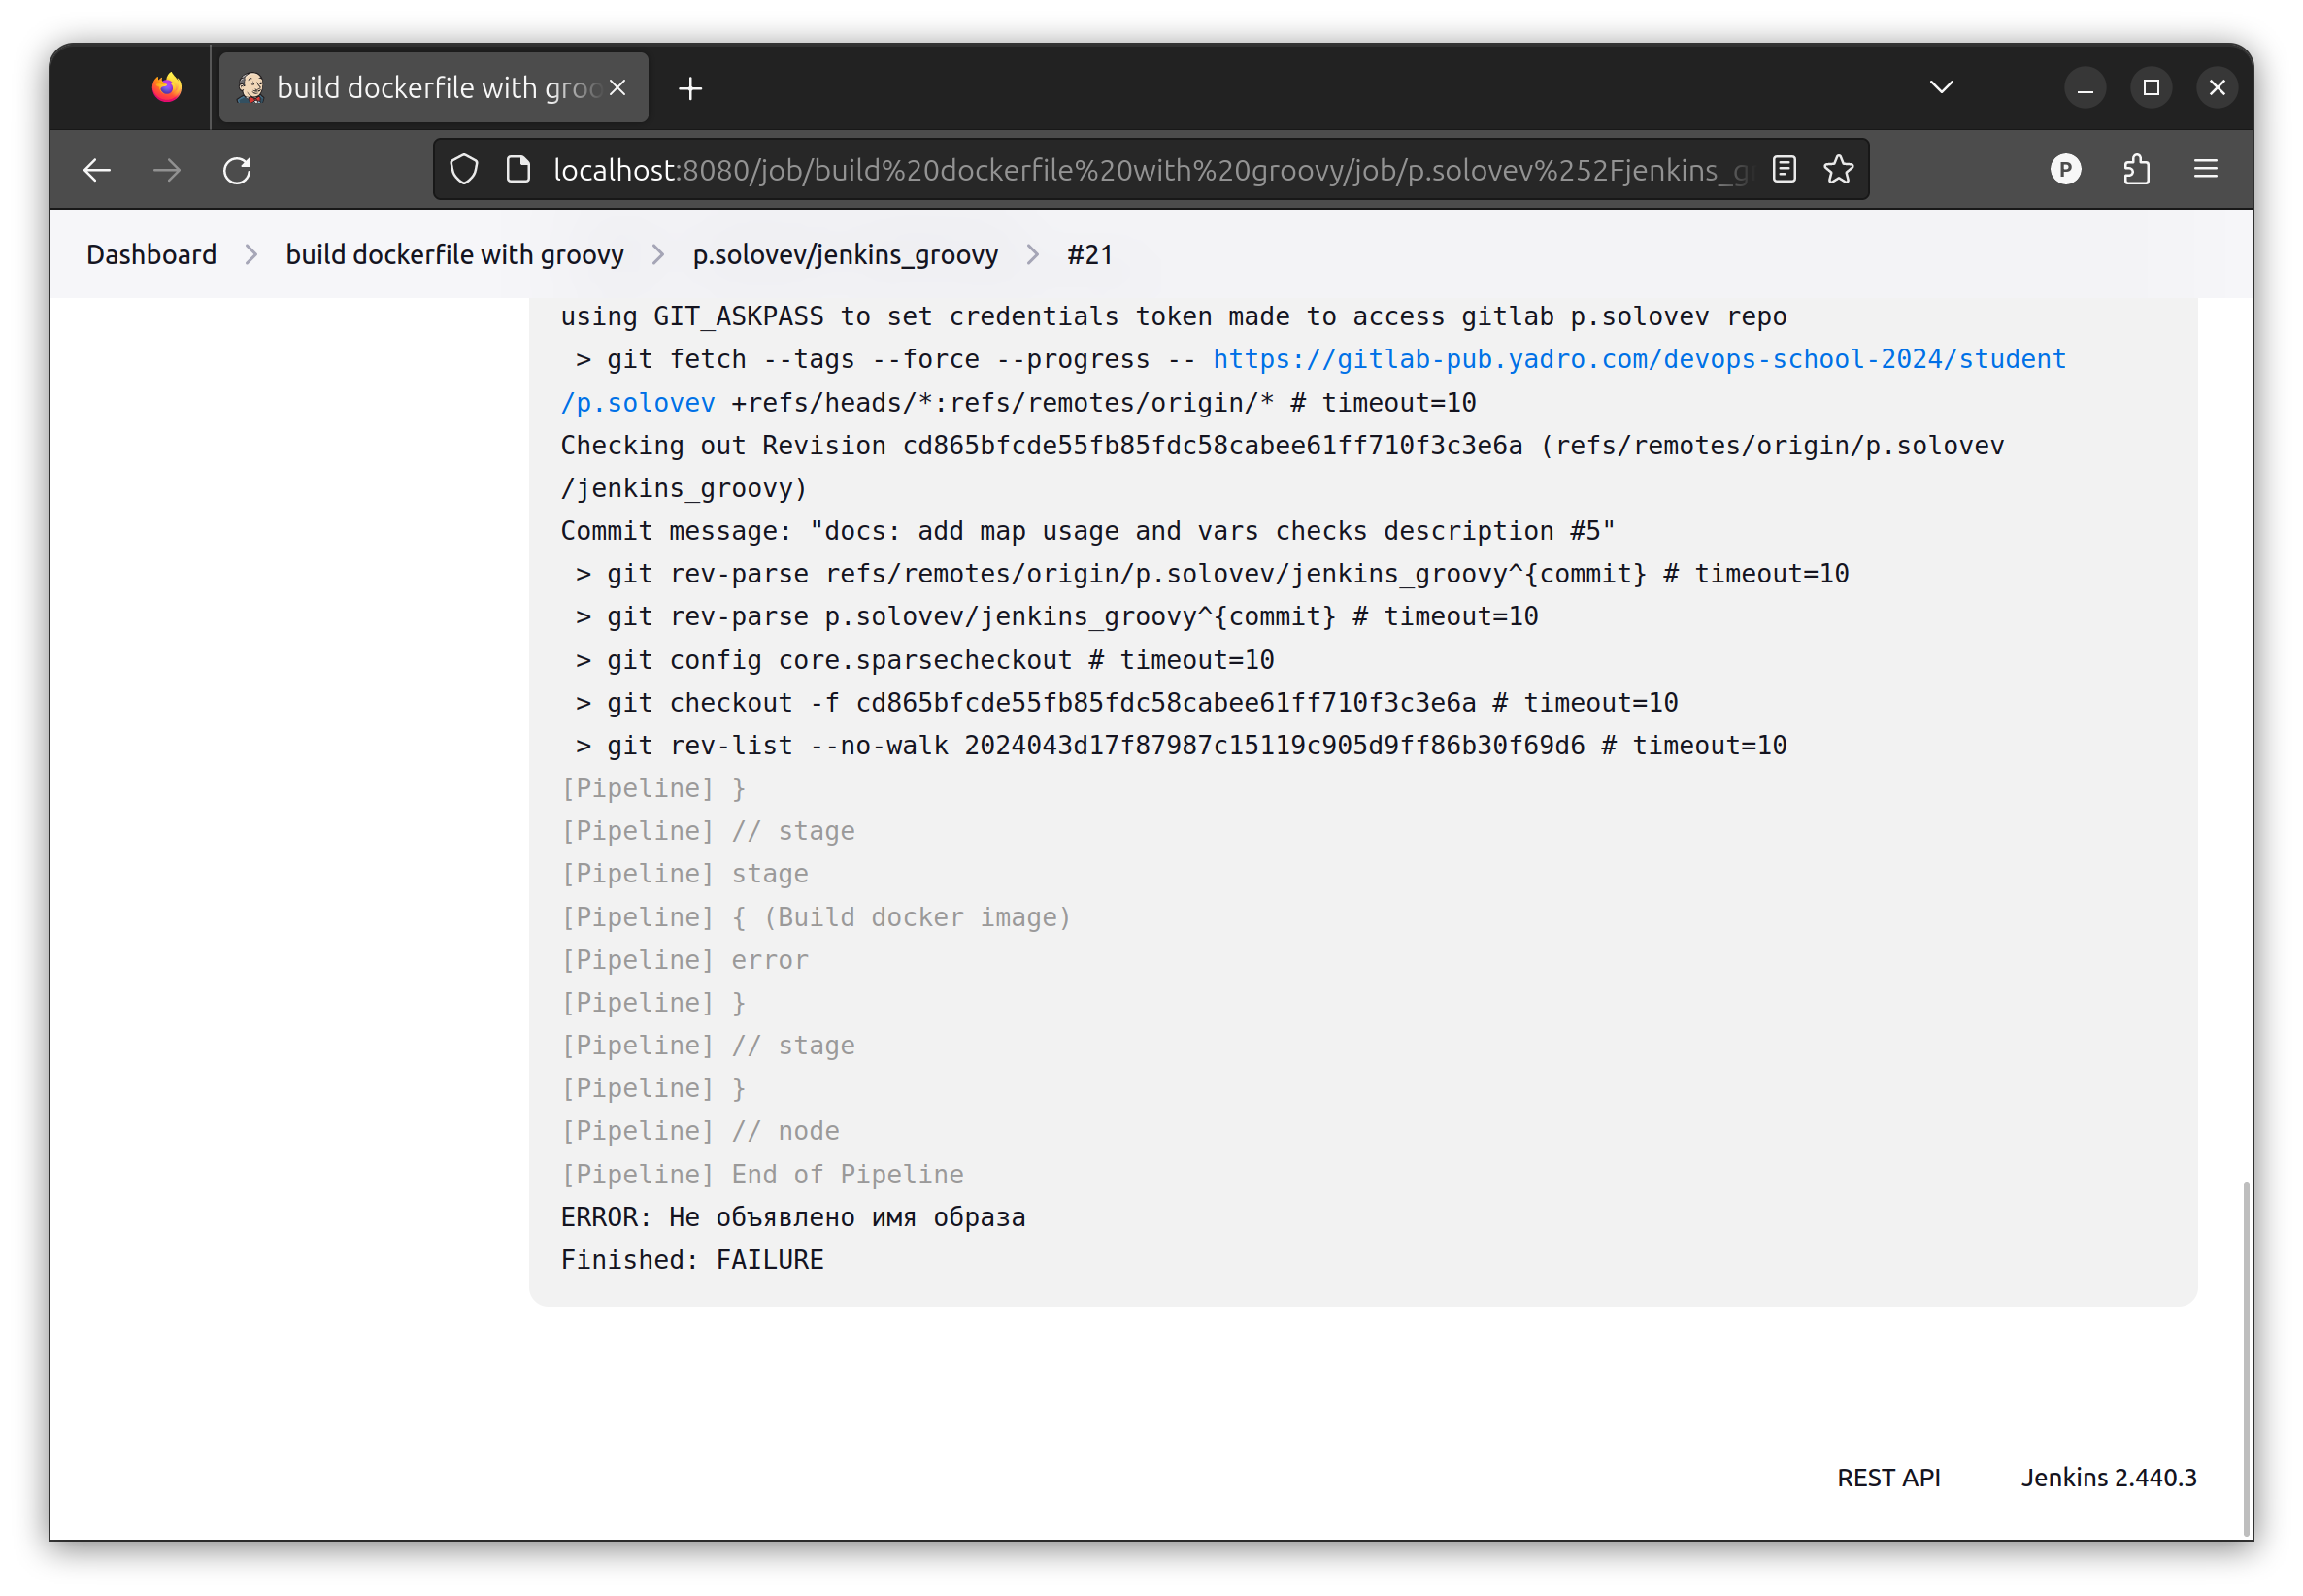 build dockerfile with groo
localhost:8080/job/build%20dockerfile%20with%20groovy/job/p.solovev%252Fjenkins_g
P
Dashboard > build dockerfile with groovy > p.solovev/jenkins_groovy > #21
using GIT_ASKPASS to set credentials token made to access gitlab p.solovev repo
 > git fetch --tags --force --progress -- https://gitlab-pub.yadro.com/devops-school-2024/student
/p.solovev +refs/heads/*:refs/remotes/origin/* # timeout=10
Checking out Revision cd865bfcde55fb85fdc58cabee61ff710f3c3e6a (refs/remotes/origin/p.solovev
/jenkins_groovy)
Commit message: "docs: add map usage and vars checks description #5"
 > git rev-parse refs/remotes/origin/p.solovev/jenkins_groovy^{commit} # timeout=10
 > git rev-parse p.solovev/jenkins_groovy^{commit} # timeout=10
 > git config core.sparsecheckout # timeout=10
 > git checkout -f cd865bfcde55fb85fdc58cabee61ff710f3c3e6a # timeout=10
 > git rev-list --no-walk 2024043d17f87987c15119c905d9ff86b30f69d6 # timeout=10
[Pipeline] }
[Pipeline] // stage
[Pipeline] stage
[Pipeline] { (Build docker image)
[Pipeline] error
[Pipeline] }
[Pipeline] // stage
[Pipeline] }
[Pipeline] // node
[Pipeline] End of Pipeline
ERROR: Не объявлено имя образа
Finished: FAILURE
REST API
Jenkins 2.440.3